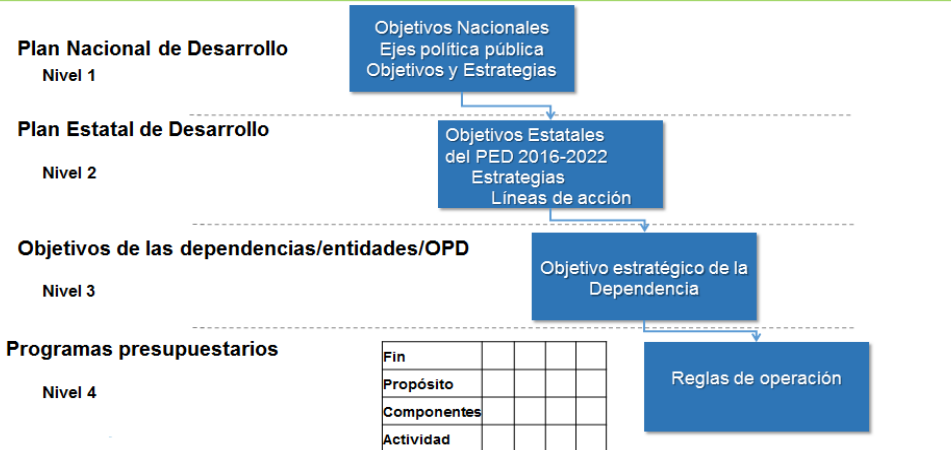 Objetivos Nacionales
Ejes política pública
Objetivos y Estrategias
Plan Nacional de Desarrollo
Nivel 1
Plan Estatal de Desarrollo
Nivel 2
Objetivos Estatales
del PED 2016-2022
Estrategias
Líneas de acción
Objetivos de las dependencias/entidades/OPD
Nivel 3
Objetivo estratégico de la
Dependencia
Programas presupuestarios
Nivel 4
Fin
Propósito
Componentes
Actividad
Reglas de operación